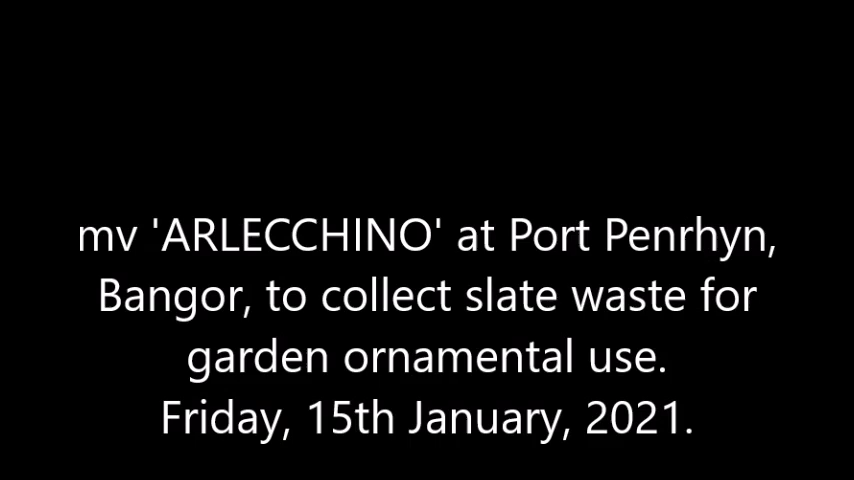 mv 'ARLECCHINO' at Port Penrhyn,
Bangor, to collect slate waste for
garden ornamental use.
Friday, 15th January, 2021.